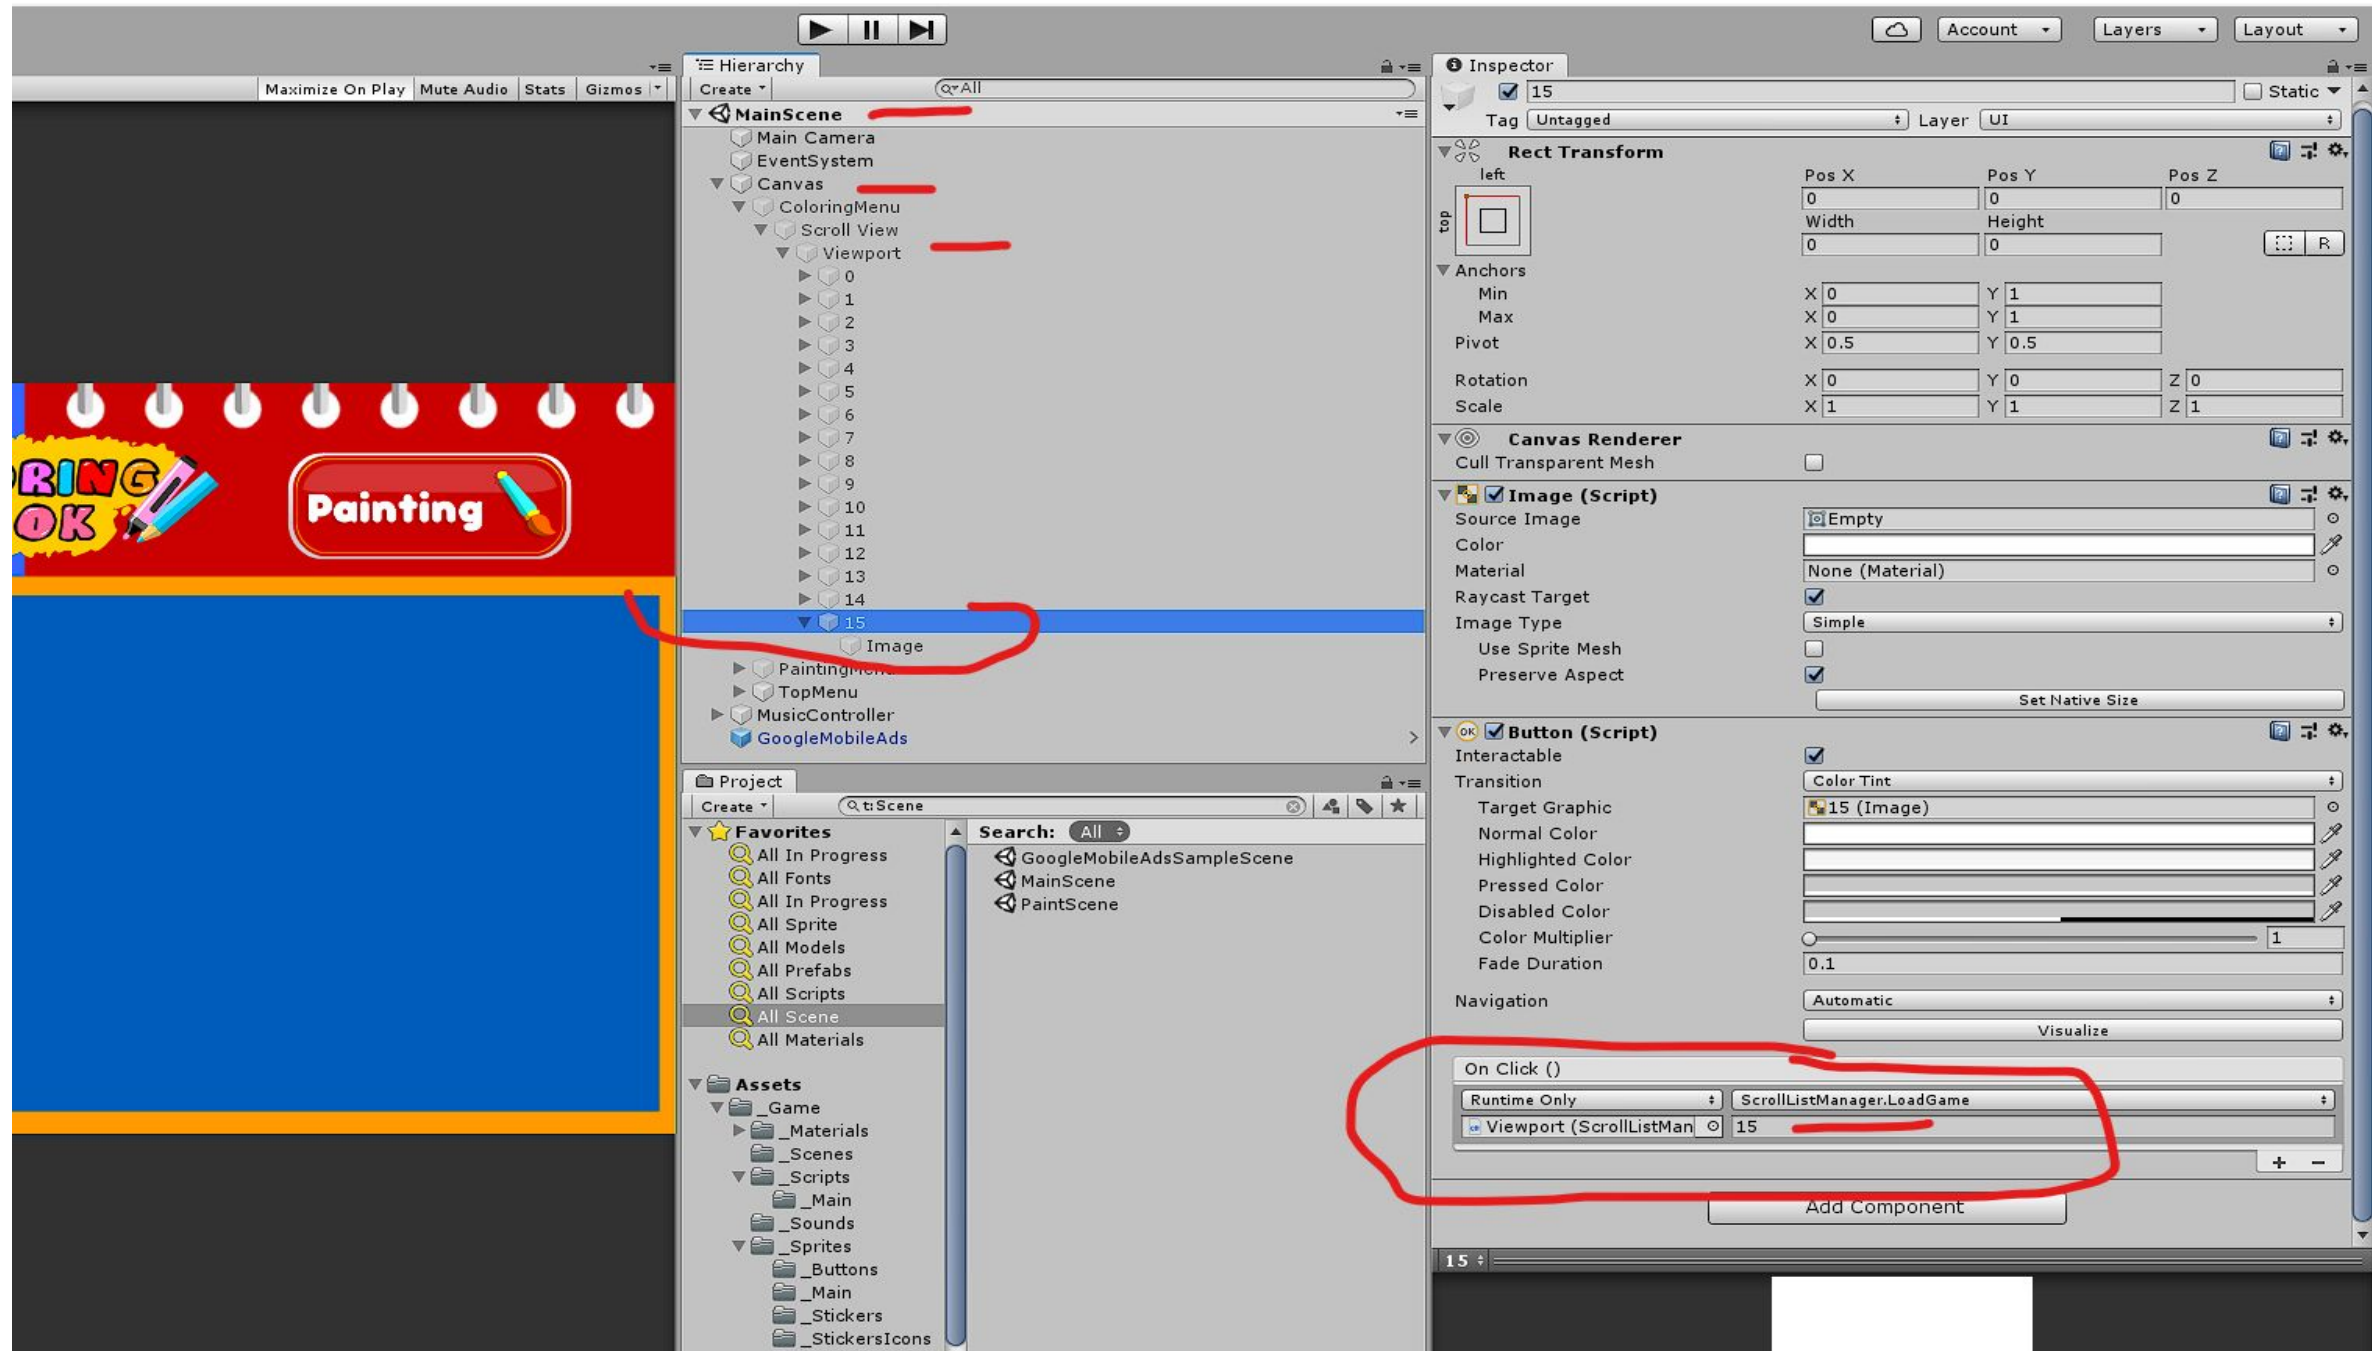 Account
Layers
Layout
Maximize On Play
Mute Audio
Stats
Gizmos
RING
OK
Painting
Hierarchy
Create
All
MainScene
Main Camera
EventSystem
Canvas
ColoringMenu
Scroll View
Viewport
0
1
2
3
4
5
6
7
8
9
10
11
12
13
14
15
Image
PaintingMenu
TopMenu
MusicController
GoogleMobileAds
Project
Create
t:Scene
Favorites
All In Progress
All Fonts
All In Progress
All Sprite
All Models
All Prefabs
All Scripts
All Scene
All Materials
Assets
_Game
_Materials
_Scenes
_Scripts
_Main
_Sounds
_Sprites
_Buttons
_Main
_Stickers
_StickersIcons
Search: All
GoogleMobileAdsSampleScene
MainScene
PaintScene
Inspector
15
Static
Tag Untagged
Layer UI
Rect Transform
left
top
Pos X Pos Y Pos Z
0 0 0
Width Height
0 0
R
Anchors
Min X 0 Y 1
Max X 0 Y 1
Pivot X 0.5 Y 0.5
Rotation X 0 Y 0 Z 0
Scale X 1 Y 1 Z 1
Canvas Renderer
Cull Transparent Mesh
Image (Script)
Source Image Empty
Color
Material None (Material)
Raycast Target
Image Type Simple
Use Sprite Mesh
Preserve Aspect
Set Native Size
OK Button (Script)
Interactable
Transition Color Tint
Target Graphic 15 (Image)
Normal Color
Highlighted Color
Pressed Color
Disabled Color
Color Multiplier 1
Fade Duration 0.1
Navigation Automatic
Visualize
On Click ()
Runtime Only ScrollListManager.LoadGame
Viewport (ScrollListMan 15
+ −
Add Component
15